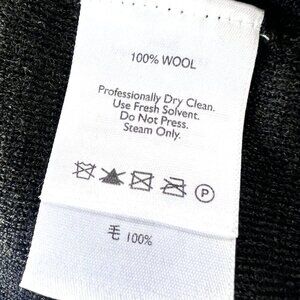 100% WOOL
Professionally Dry Clean.
Use Fresh Solvent.
Do Not Press.
Steam Only.
P
毛 100%